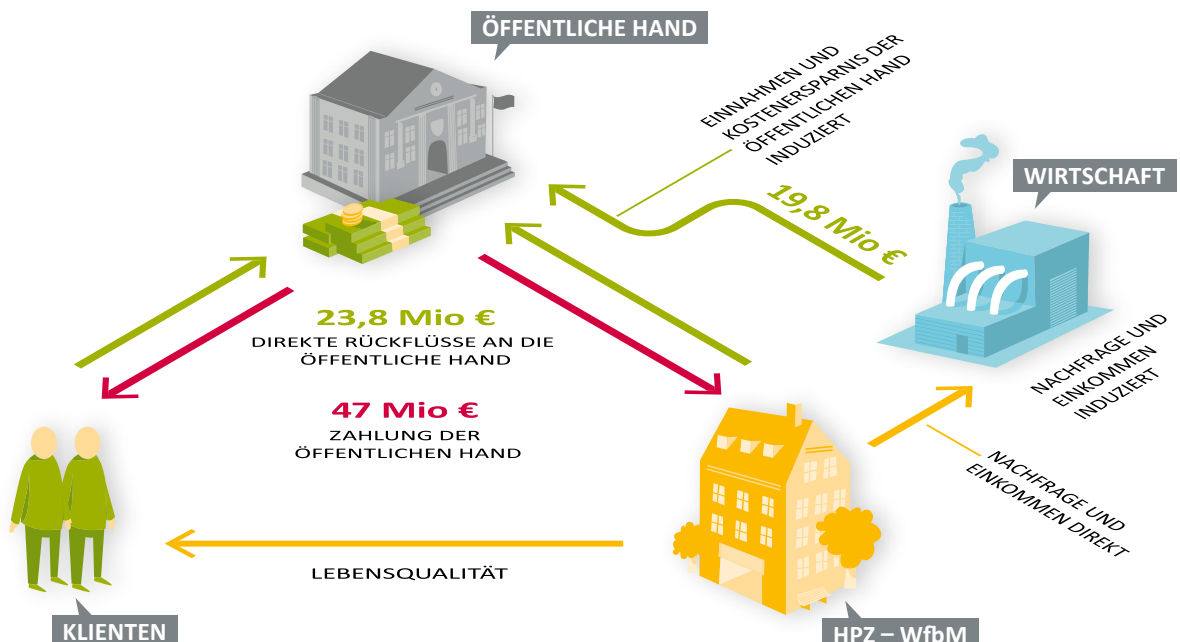 ÖFFENTLICHE HAND
EINNAHMEN UND
KOSTENERSPARNIS DER
ÖFFENTLICHEN HAND
INDUZIERT
WIRTSCHAFT
19,8 Mio €
23,8 Mio €
DIREKTE RÜCKFLÜSSE AN DIE
ÖFFENTLICHE HAND
47 Mio €
ZAHLUNG DER
ÖFFENTLICHEN HAND
NACHFRAGE UND
EINKOMMEN
INDUZIERT
NACHFRAGE UND
EINKOMMEN DIREKT
LEBENSQUALITÄT
KLIENTEN
HPZ – WfbM